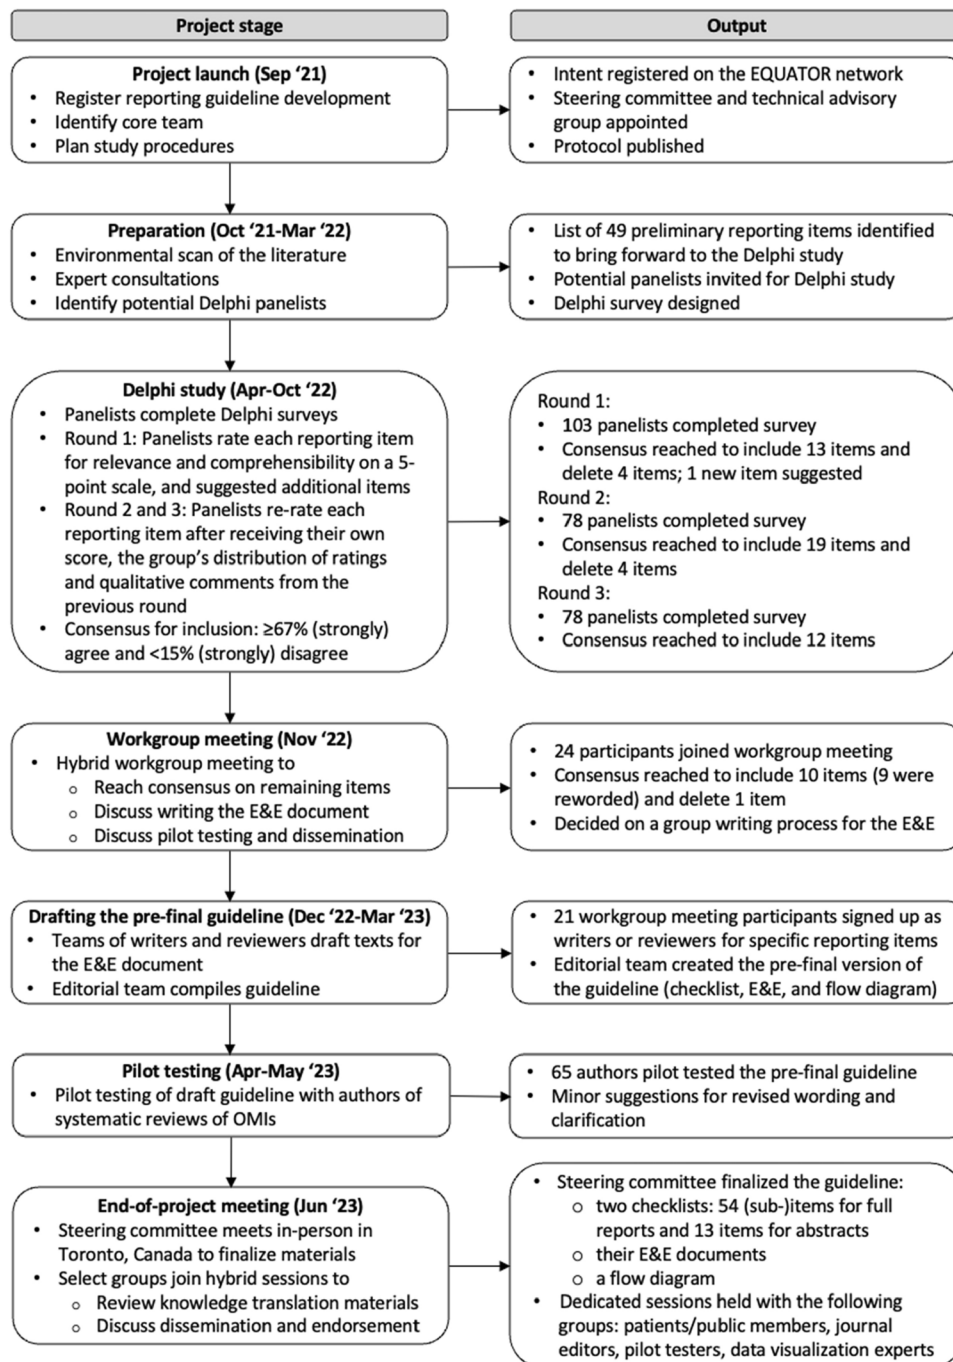 Project stage
Output
Project launch (Sep ‘21)
• Register reporting guideline development
• Identify core team
• Plan study procedures
• Intent registered on the EQUATOR network
• Steering committee and technical advisory
group appointed
• Protocol published
Preparation (Oct ‘21-Mar ‘22)
• Environmental scan of the literature
• Expert consultations
• Identify potential Delphi panelists
• List of 49 preliminary reporting items identified
to bring forward to the Delphi study
• Potential panelists invited for Delphi study
• Delphi survey designed
Delphi study (Apr-Oct ‘22)
• Panelists complete Delphi surveys
• Round 1: Panelists rate each reporting item
for relevance and comprehensibility on a 5-
point scale, and suggested additional items
• Round 2 and 3: Panelists re-rate each
reporting item after receiving their own
score, the group’s distribution of ratings
and qualitative comments from the
previous round
• Consensus for inclusion: ≥67% (strongly)
agree and <15% (strongly) disagree
Round 1:
• 103 panelists completed survey
• Consensus reached to include 13 items and
delete 4 items; 1 new item suggested
Round 2:
• 78 panelists completed survey
• Consensus reached to include 19 items and
delete 4 items
Round 3:
• 78 panelists completed survey
• Consensus reached to include 12 items
Workgroup meeting (Nov ‘22)
• Hybrid workgroup meeting to
o Reach consensus on remaining items
o Discuss writing the E&E document
o Discuss pilot testing and dissemination
• 24 participants joined workgroup meeting
• Consensus reached to include 10 items (9 were
reworded) and delete 1 item
• Decided on a group writing process for the E&E
Drafting the pre-final guideline (Dec ‘22-Mar ‘23)
• Teams of writers and reviewers draft texts for
the E&E document
• Editorial team compiles guideline
• 21 workgroup meeting participants signed up as
writers or reviewers for specific reporting items
• Editorial team created the pre-final version of
the guideline (checklist, E&E, and flow diagram)
Pilot testing (Apr-May ‘23)
• Pilot testing of draft guideline with authors of
systematic reviews of OMIs
• 65 authors pilot tested the pre-final guideline
• Minor suggestions for revised wording and
clarification
End-of-project meeting (Jun ‘23)
• Steering committee meets in-person in
Toronto, Canada to finalize materials
• Select groups join hybrid sessions to
o Review knowledge translation materials
o Discuss dissemination and endorsement
• Steering committee finalized the guideline:
o two checklists: 54 (sub-)items for full
reports and 13 items for abstracts
o their E&E documents
o a flow diagram
• Dedicated sessions held with the following
groups: patients/public members, journal
editors, pilot testers, data visualization experts